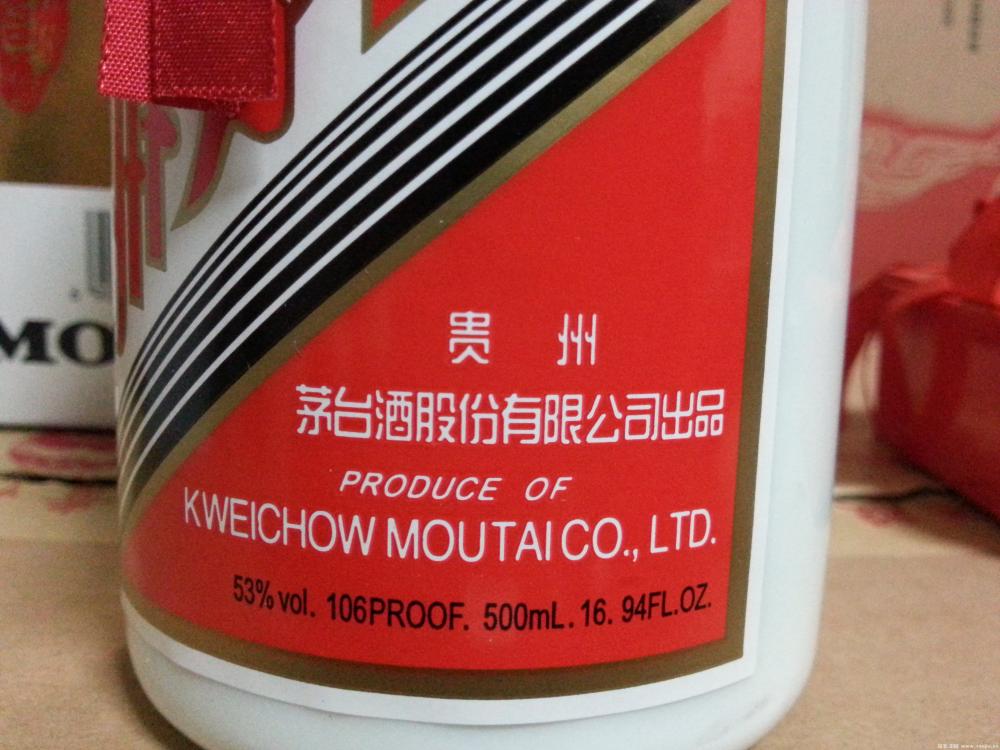 MO
贵 州
茅台酒股份有限公司出品
PRODUCE OF
KWEICHOW MOUTAI CO., LTD.
53% vol. 106PROOF. 500mL. 16. 94FL.OZ.